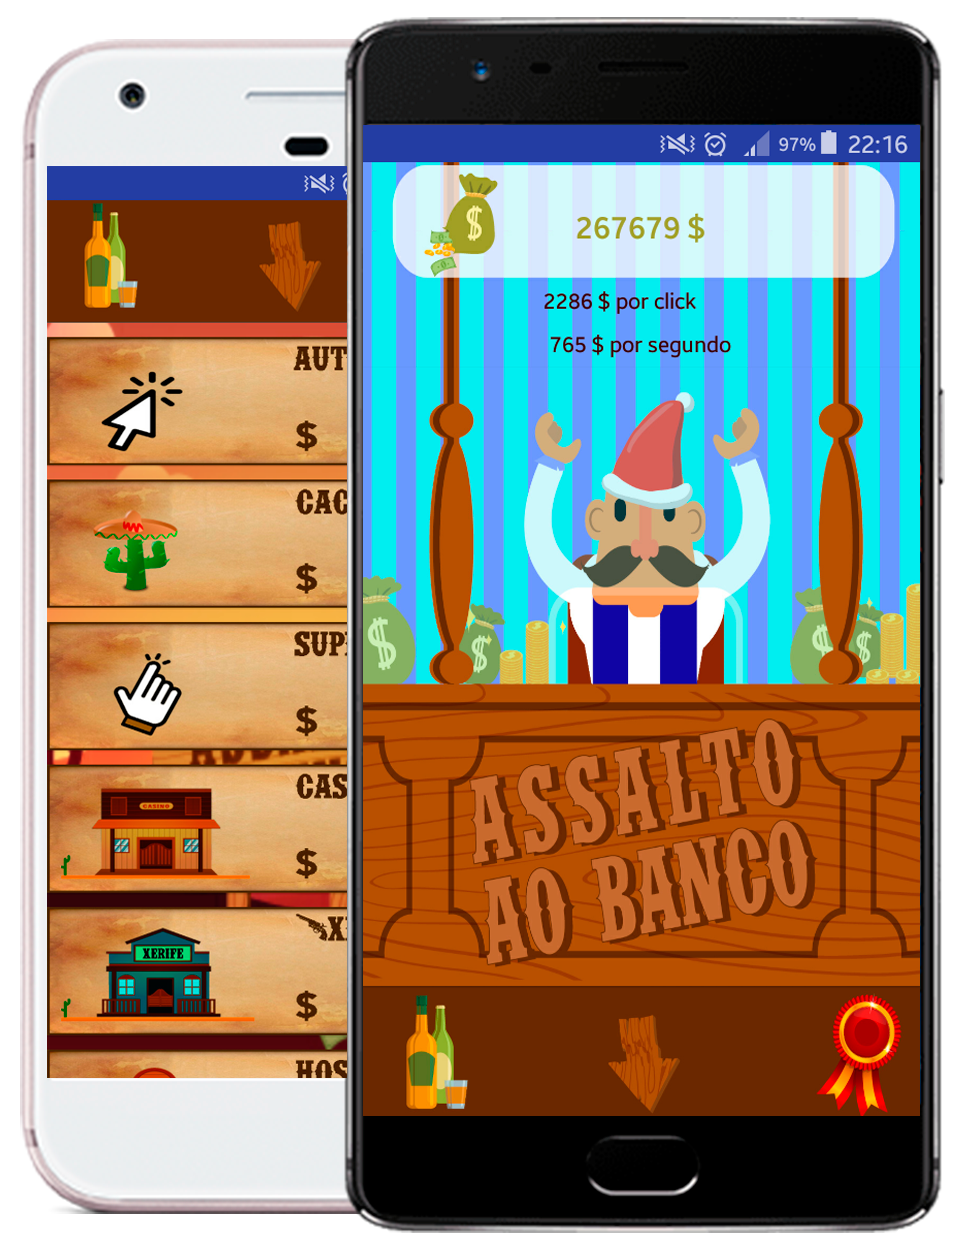 AUT
$
CAC
$
SUP
$
CASINO
CAS
$
XERIFE
$
HOS
97% 22:16
$
267679 $
2286 $ por click
765 $ por segundo
$
$
$
$
ASSALTO
AO BANCO